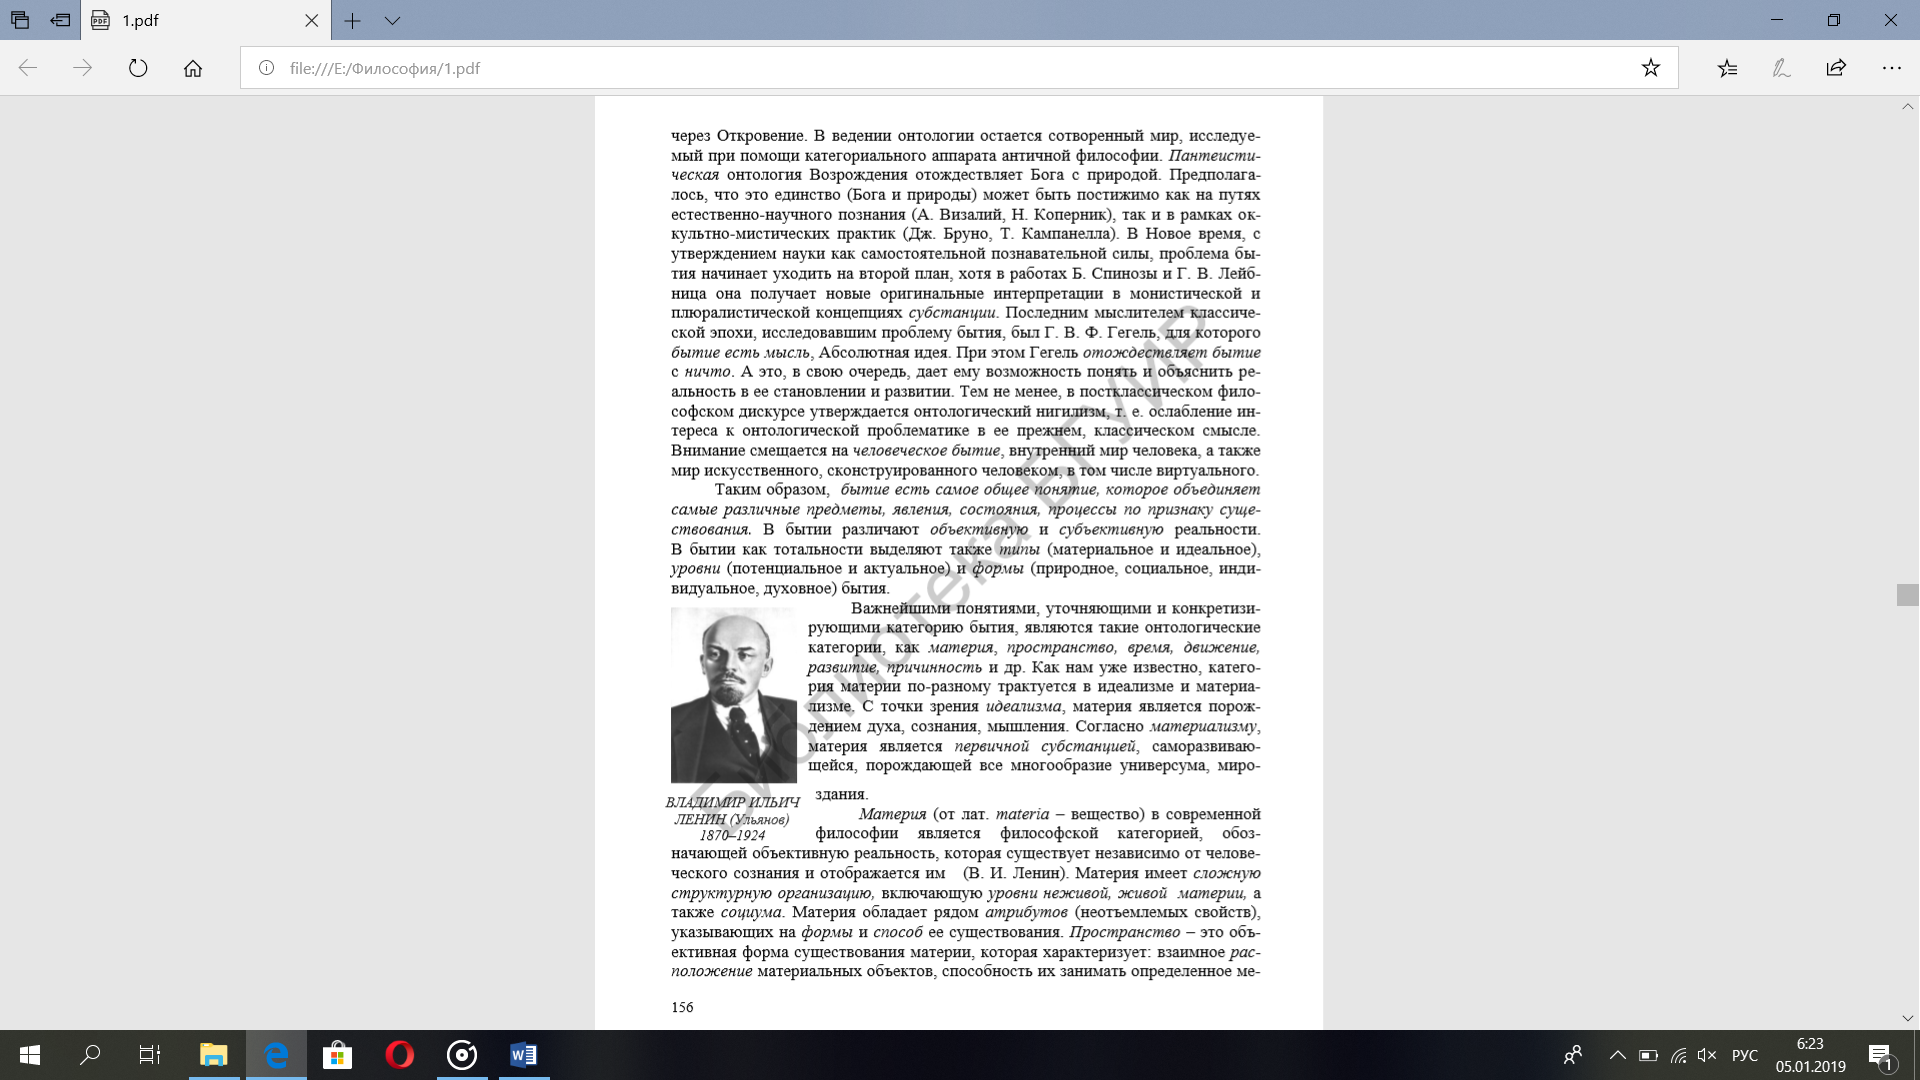 1.pdf
file:///E:/Философия/1.pdf
через Откровение. В ведении онтологии остается сотворенный мир, исследуе-
мый при помощи категориального аппарата античной философии. Пантеисти-
ческая онтология Возрождения отождествляет Бога с природой. Предполага-
лось, что это единство (Бога и природы) может быть постижимо как на путях
естественно-научного познания (А. Визалий, Н. Коперник), так и в рамках ок-
культно-мистических практик (Дж. Бруно, Т. Кампанелла). В Новое время, с
утверждением науки как самостоятельной познавательной силы, проблема бы-
тия начинает уходить на второй план, хотя в работах Б. Спинозы и Г. В. Лейб-
ница она получает новые оригинальные интерпретации в монистической и
плюралистической концепциях субстанции. Последним мыслителем классиче-
ской эпохи, исследовавшим проблему бытия, был Г. В. Ф. Гегель, для которого
бытие есть мысль, Абсолютная идея. При этом Гегель отождествляет бытие
с ничто. А это, в свою очередь, дает ему возможность понять и объяснить ре-
альность в ее становлении и развитии. Тем не менее, в постклассическом фило-
софском дискурсе утверждается онтологический нигилизм, т. е. ослабление ин-
тереса к онтологической проблематике в ее прежнем, классическом смысле.
Внимание смещается на человеческое бытие, внутренний мир человека, а также
мир искусственного, сконструированного человеком, в том числе виртуального.
Таким образом, бытие есть самое общее понятие, которое объединяет
самые различные предметы, явления, состояния, процессы по признаку суще-
ствования. В бытии различают объективную и субъективную реальности.
В бытии как тотальности выделяют также типы (материальное и идеальное),
уровни (потенциальное и актуальное) и формы (природное, социальное, инди-
видуальное, духовное) бытия.
Важнейшими понятиями, уточняющими и конкретизи-
рующими категорию бытия, являются такие онтологические
категории, как материя, пространство, время, движение,
развитие, причинность и др. Как нам уже известно, катего-
рия материи по-разному трактуется в идеализме и материа-
лизме. С точки зрения идеализма, материя является порож-
дением духа, сознания, мышления. Согласно материализму,
материя является первичной субстанцией, саморазвиваю-
щейся, порождающей все многообразие универсума, миро-
здания.
ВЛАДИМИР ИЛЬИЧ
ЛЕНИН (Ульянов)
1870–1924
Материя (от лат. materia – вещество) в современной
философии является философской категорией, обоз-
начающей объективную реальность, которая существует независимо от челове-
ческого сознания и отображается им (В. И. Ленин). Материя имеет сложную
структурную организацию, включающую уровни неживой, живой материи, а
также социума. Материя обладает рядом атрибутов (неотъемлемых свойств),
указывающих на формы и способ ее существования. Пространство – это объ-
ективная форма существования материи, которая характеризует: взаимное рас-
положение материальных объектов, способность их занимать определенное ме-
156
Библиотека БГУИР
РУС
6:23
05.01.2019
1